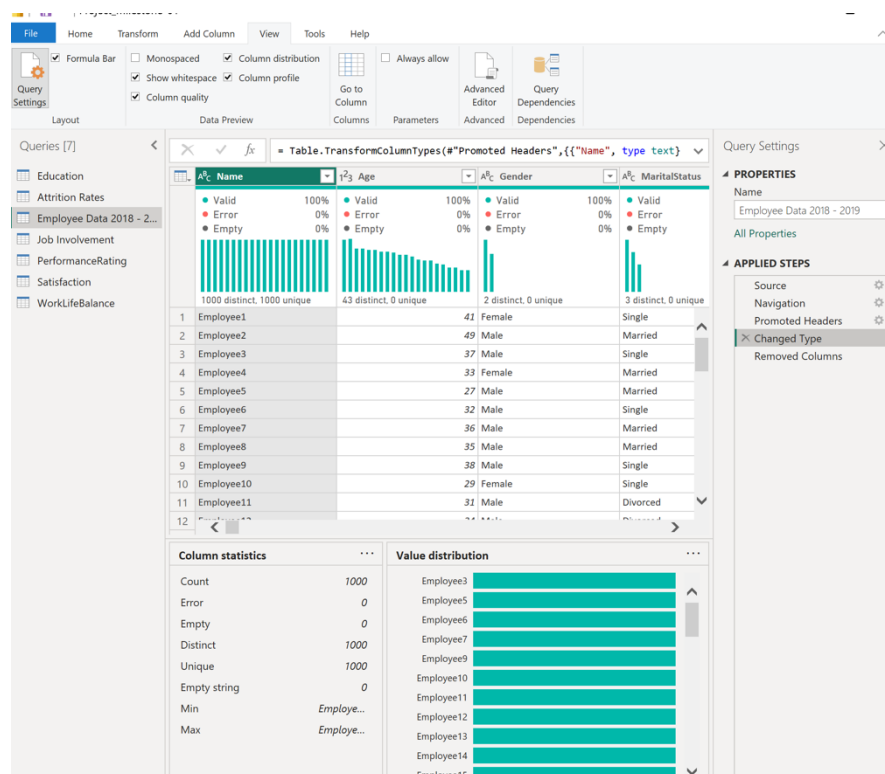 Project_Milestone-01
File Home Transform Add Column View Tools Help
Formula Bar Monospaced Column distribution Always allow
Show whitespace Column profile
Column quality
Query Settings
Go to Column
Advanced Editor
Query Dependencies
Layout Data Preview Columns Parameters Advanced Dependencies
Queries [7]
Education
Attrition Rates
Employee Data 2018 - 2...
Job Involvement
PerformanceRating
Satisfaction
WorkLifeBalance
fx = Table.TransformColumnTypes(#"Promoted Headers",{{"Name", type text}
ABC Name 123 Age ABC Gender ABC MaritalStatus
Valid 100% Valid 100% Valid 100% Valid
Error 0% Error 0% Error 0% Error
Empty 0% Empty 0% Empty 0% Empty
1000 distinct, 1000 unique 43 distinct, 0 unique 2 distinct, 0 unique 3 distinct, 0 unique
1 Employee1 41 Female Single
2 Employee2 49 Male Married
3 Employee3 37 Male Single
4 Employee4 33 Female Married
5 Employee5 27 Male Married
6 Employee6 32 Male Single
7 Employee7 36 Male Married
8 Employee8 35 Male Married
9 Employee9 38 Male Single
10 Employee10 29 Female Single
11 Employee11 31 Male Divorced
12
Column statistics ...
Count 1000
Error 0
Empty 0
Distinct 1000
Unique 1000
Empty string 0
Min Employe...
Max Employe...
Value distribution ...
Employee3
Employee5
Employee6
Employee7
Employee9
Employee10
Employee11
Employee12
Employee13
Employee14
Query Settings
PROPERTIES
Name
Employee Data 2018 - 2019
All Properties
APPLIED STEPS
Source
Navigation
Promoted Headers
Changed Type
Removed Columns